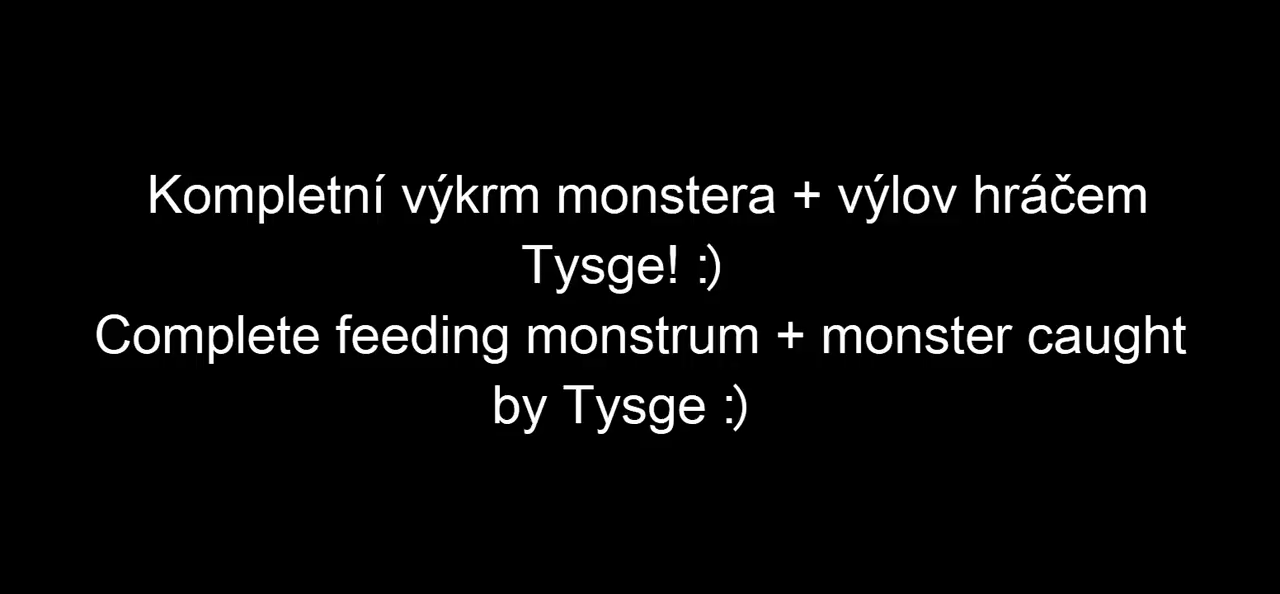 Kompletní výkrm monstera + výlov hráčem
Tysge! :)
Complete feeding monstrum + monster caught
by Tysge :)